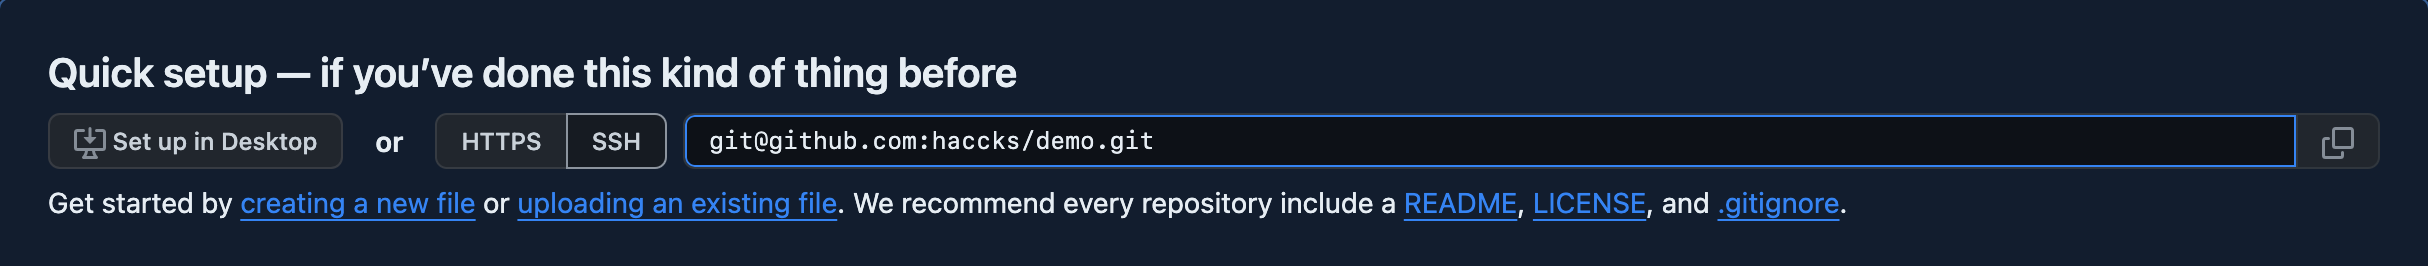 Quick setup — if you’ve done this kind of thing before
Set up in Desktop or HTTPS SSH git@github.com:haccks/demo.git
Get started by creating a new file or uploading an existing file. We recommend every repository include a README, LICENSE, and .gitignore.